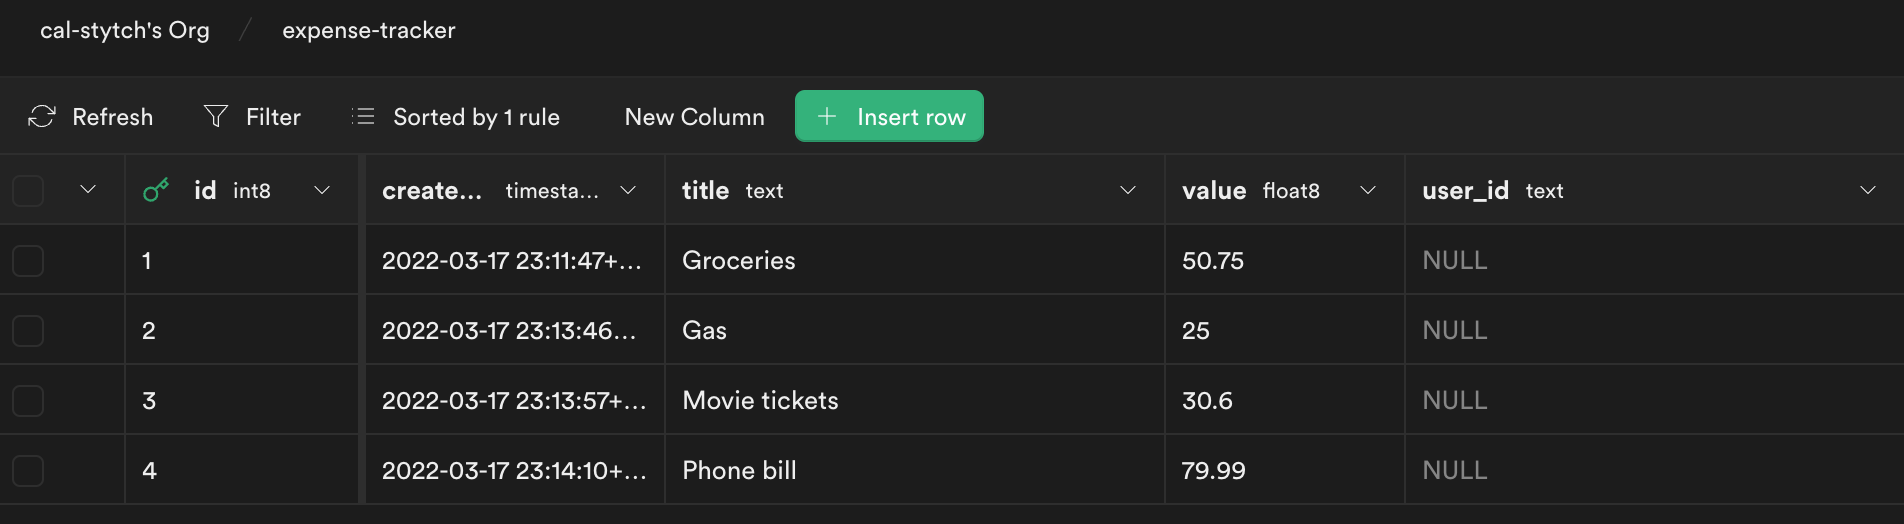 cal-stytch's Org / expense-tracker
Refresh Filter Sorted by 1 rule New Column + Insert row
id int8 create... timesta... title text value float8 user_id text
1 2022-03-17 23:11:47+... Groceries 50.75 NULL
2 2022-03-17 23:13:46... Gas 25 NULL
3 2022-03-17 23:13:57+... Movie tickets 30.6 NULL
4 2022-03-17 23:14:10+... Phone bill 79.99 NULL